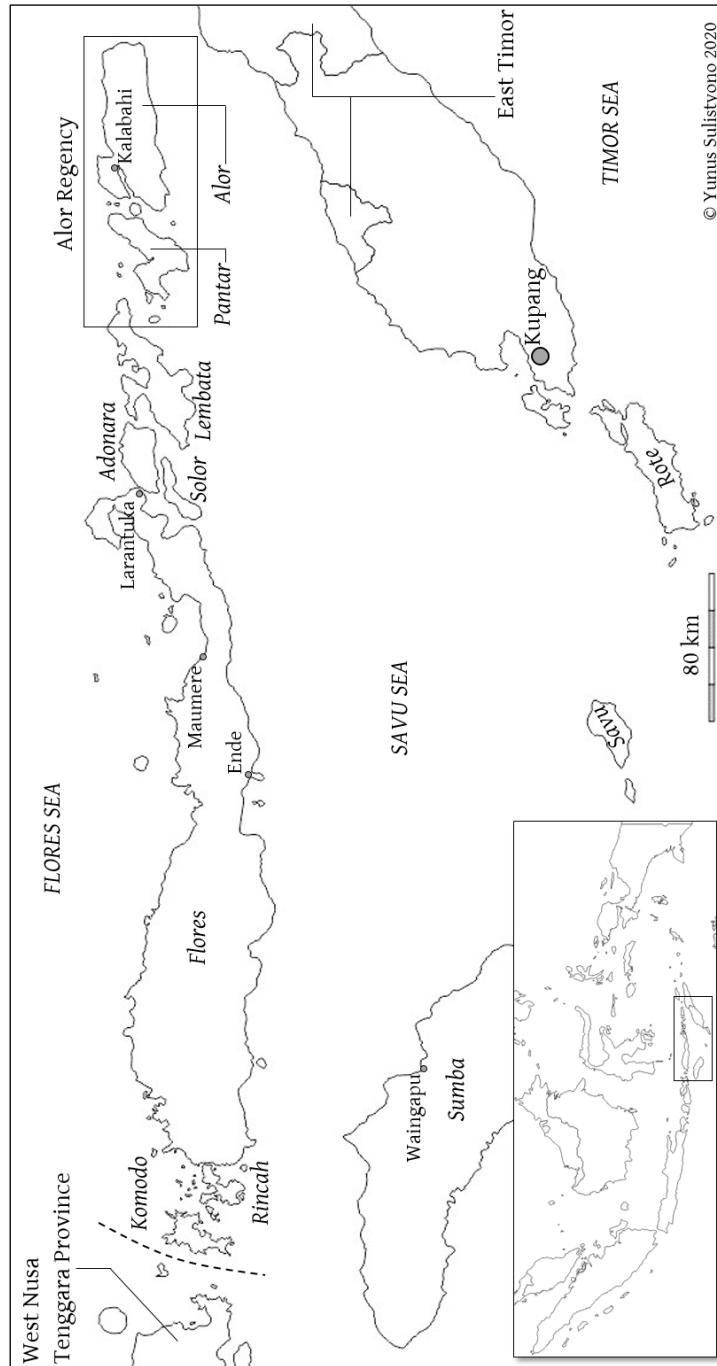 West Nusa
Tenggara Province
Komodo
Rincah
FLORES SEA
Flores
Ende
Maumere
Larantuka
Adonara
Solor
Lembata
Alor Regency
Pantar
Alor
Kalabahi
Waingapu
Sumba
SAVU SEA
Savu
80 km
Rote
Kupang
East Timor
TIMOR SEA
© Yunus Sulistyono 2020